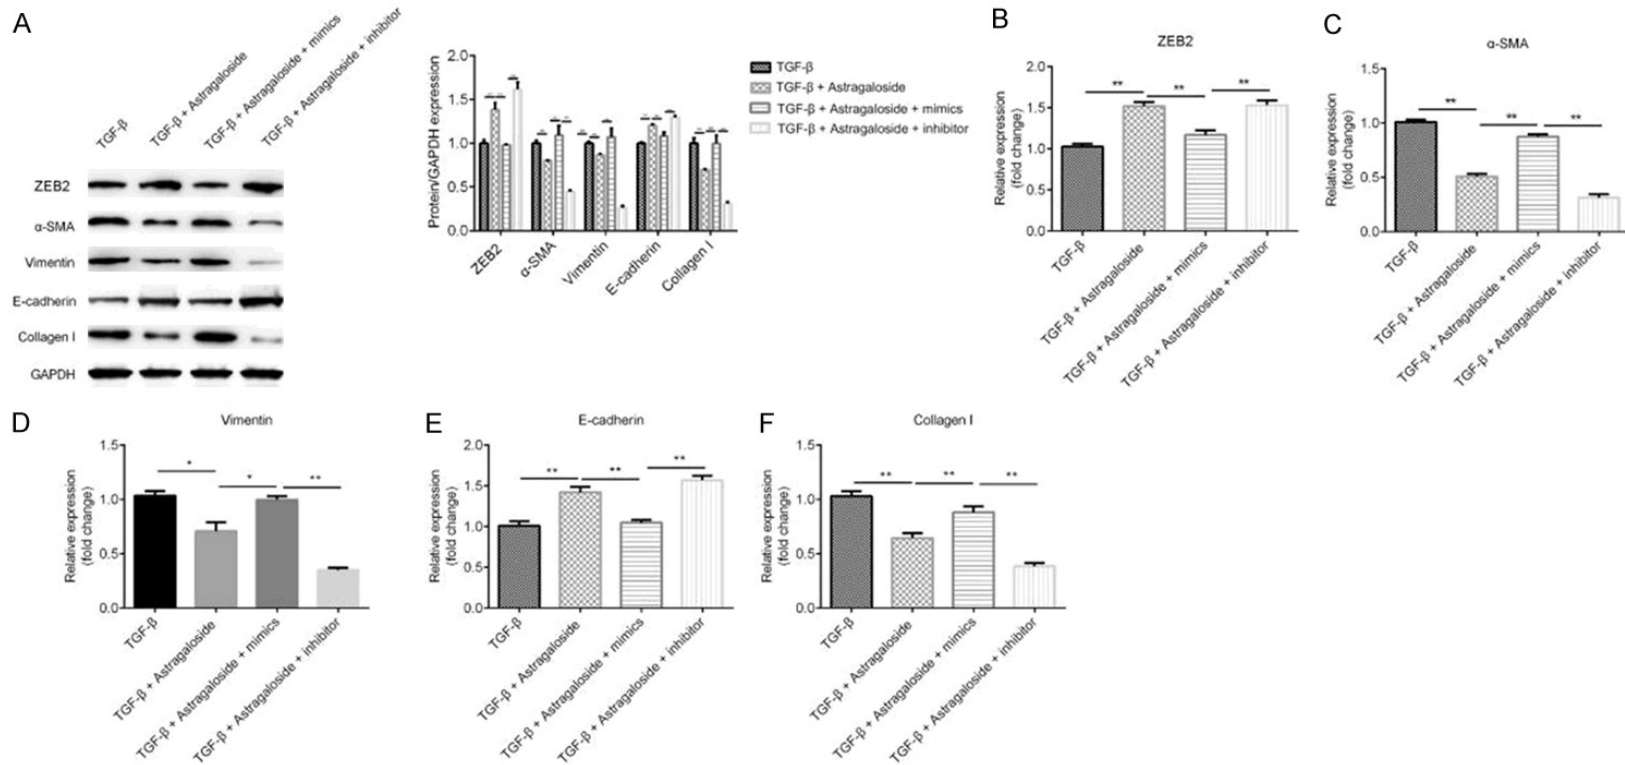 A
TGF-β
TGF-β + Astragaloside
TGF-β + Astragaloside + mimics
TGF-β + Astragaloside + inhibitor
ZEB2
α-SMA
Vimentin
E-cadherin
Collagen I
GAPDH
Protein/GAPDH expression
2.0
1.5
1.0
0.5
0.0
ZEB2
α-SMA
Vimentin
E-cadherin
Collagen I
TGF-β
TGF-β + Astragaloside
TGF-β + Astragaloside + mimics
TGF-β + Astragaloside + inhibitor
B
ZEB2
Relative expression
(fold change)
2.0
1.5
1.0
0.5
0.0
** ** **
TGF-β
TGF-β + Astragaloside
TGF-β + Astragaloside + mimics
TGF-β + Astragaloside + inhibitor
C
α-SMA
Relative expression
(fold change)
1.5
1.0
0.5
0.0
** ** **
TGF-β
TGF-β + Astragaloside
TGF-β + Astragaloside + mimics
TGF-β + Astragaloside + inhibitor
D
Vimentin
Relative expression
(fold change)
1.5
1.0
0.5
0.0
* * **
TGF-β
TGF-β + Astragaloside
TGF-β + Astragaloside + mimics
TGF-β + Astragaloside + inhibitor
E
E-cadherin
Relative expression
(fold change)
2.0
1.5
1.0
0.5
0.0
** ** **
TGF-β
TGF-β + Astragaloside
TGF-β + Astragaloside + mimics
TGF-β + Astragaloside + inhibitor
F
Collagen I
Relative expression
(fold change)
1.5
1.0
0.5
0.0
** ** **
TGF-β
TGF-β + Astragaloside
TGF-β + Astragaloside + mimics
TGF-β + Astragaloside + inhibitor